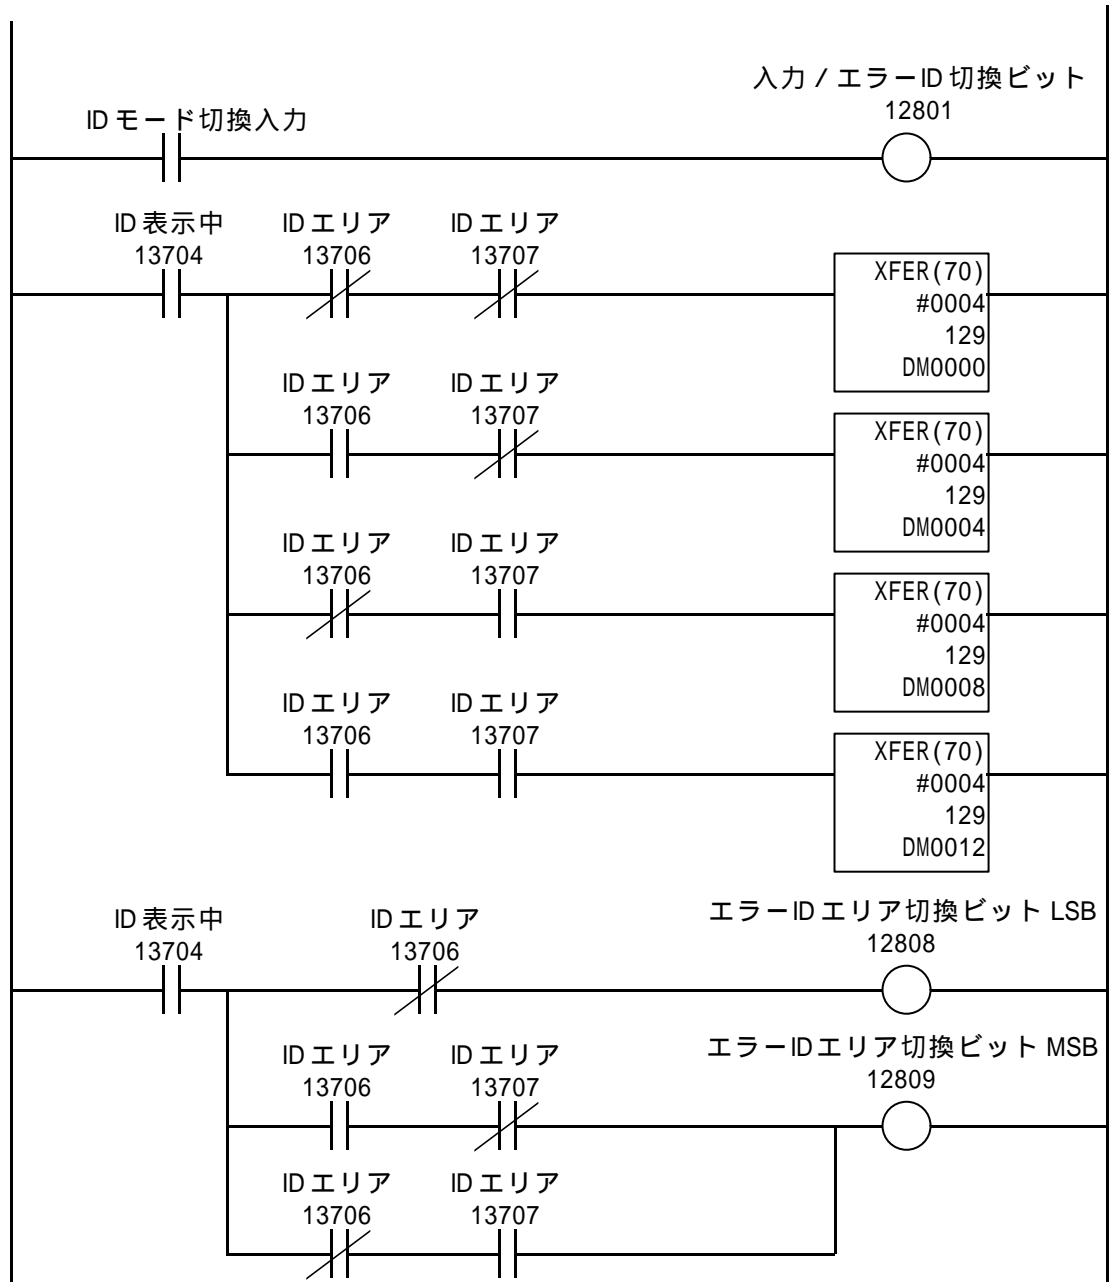 入力 / エラーID 切換ビット
12801
ID モード切換入力
ID 表示中
13704
ID エリア
13706
ID エリア
13707
XFER(70)
#0004
129
DM0000
ID エリア
13706
ID エリア
13707
XFER(70)
#0004
129
DM0004
ID エリア
13706
ID エリア
13707
XFER(70)
#0004
129
DM0008
ID エリア
13706
ID エリア
13707
XFER(70)
#0004
129
DM0012
ID 表示中
13704
ID エリア
13706
エラーID エリア切換ビット LSB
12808
ID エリア
13706
ID エリア
13707
エラーID エリア切換ビット MSB
12809
ID エリア
13706
ID エリア
13707